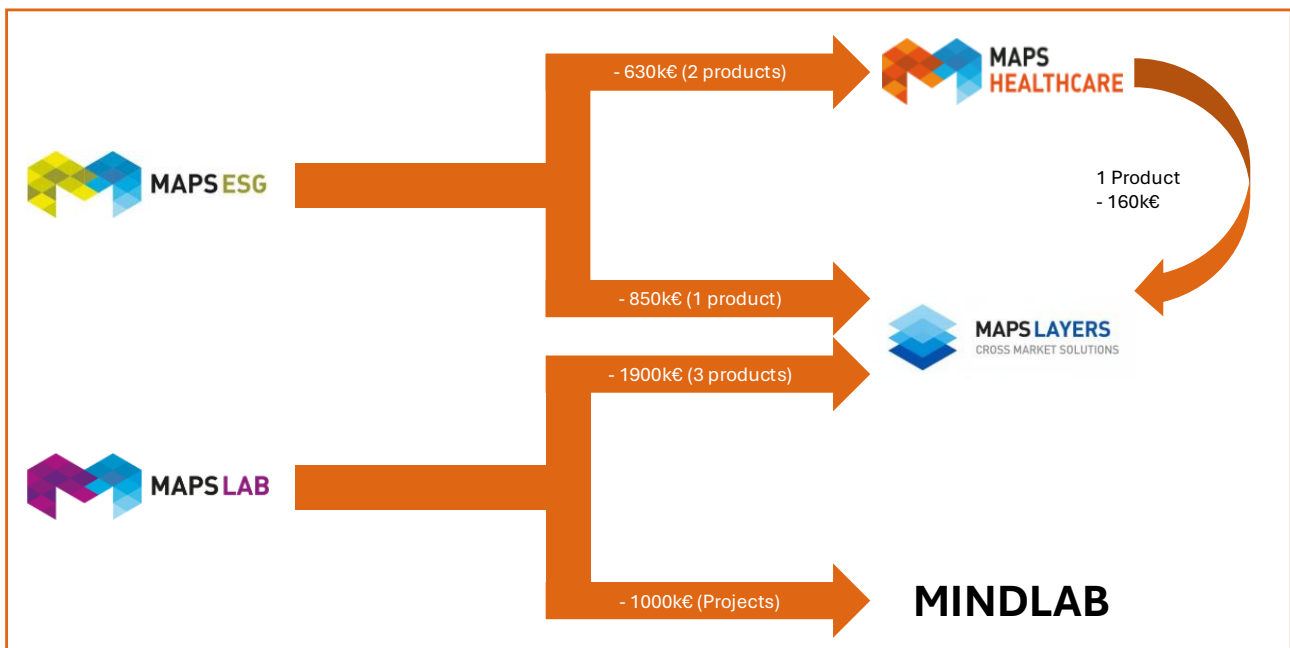 - 630k€ (2 products)
MAPS
HEALTHCARE
MAPS ESG
1 Product
- 160k€
- 850k€ (1 product)
MAPS LAYERS
CROSS MARKET SOLUTIONS
- 1900k€ (3 products)
MAPS LAB
- 1000k€ (Projects)
MINDLAB